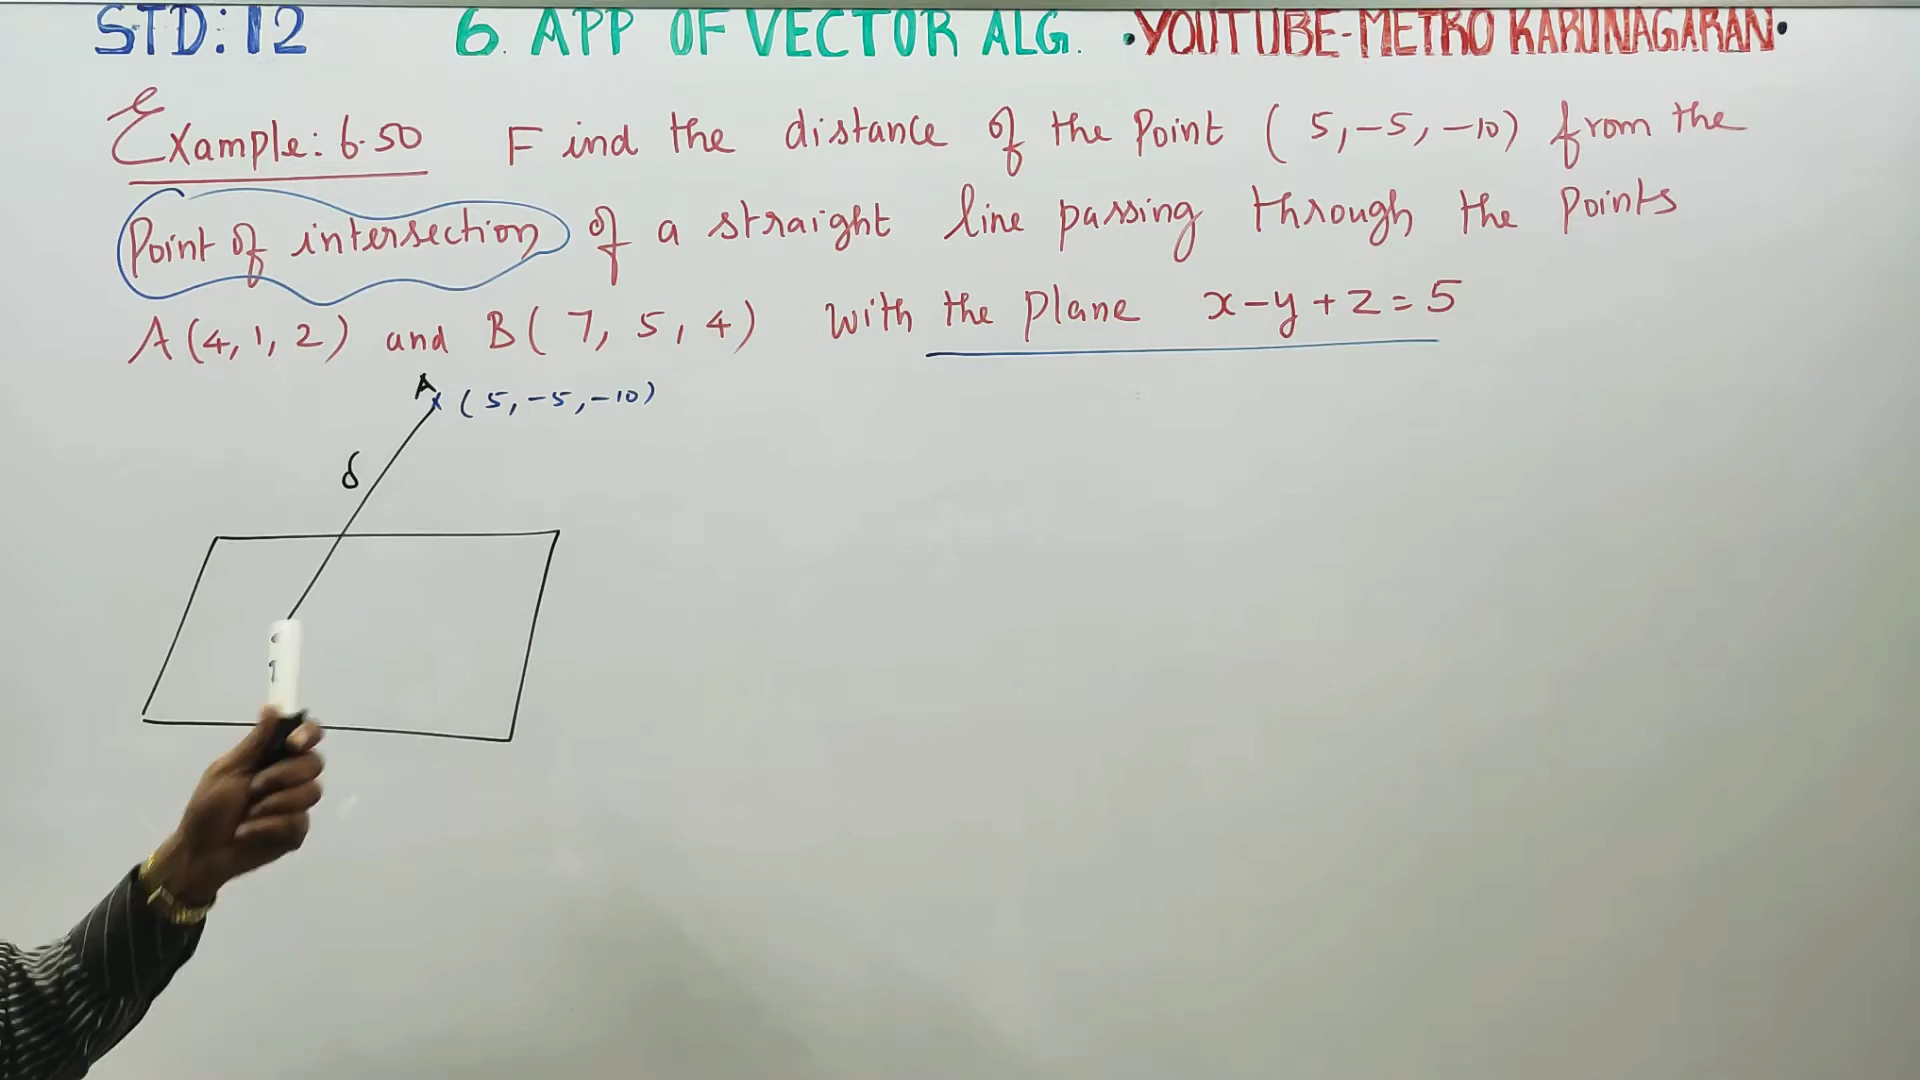 STD:12 6. APP OF VECTOR ALG. •YOUTUBE-METRO KARUNAGARAN•
Example: 6.50 Find the distance of the Point (5,-5,-10) from the
Point of intersection of a straight line passing through the Points
A(4,1,2) and B(7,5,4) with the plane x-y+z=5
A
x (5,-5,-10)
δ